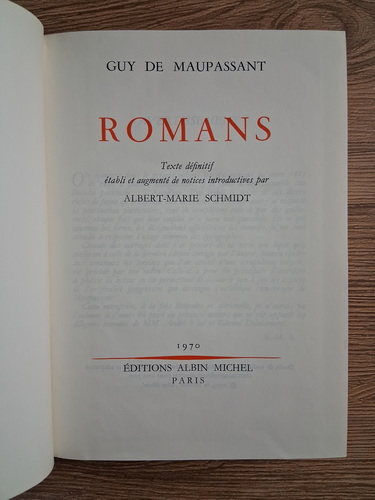 GUY DE MAUPASSANT
ROMANS
Texte définitif
établi et augmenté de notices introductives par
ALBERT-MARIE SCHMIDT
1970
ÉDITIONS ALBIN MICHEL
PARIS